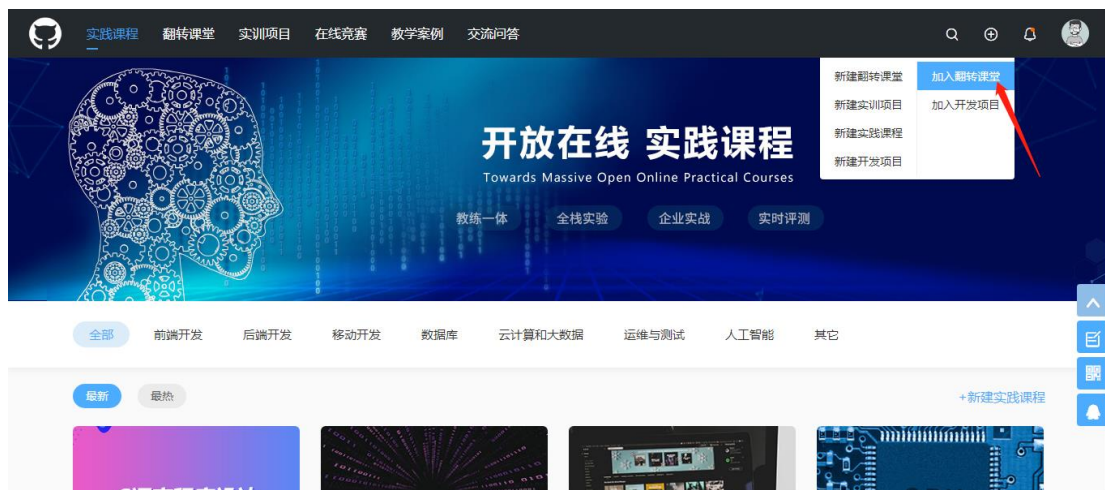 实践课程 翻转课堂 实训项目 在线竞赛 教学案例 交流问答
新建翻转课堂 加入翻转课堂
新建实训项目 加入开发项目
新建实践课程
新建开发项目
开放在线 实践课程
Towards Massive Open Online Practical Courses
教练一体 全栈实验 企业实战 实时评测
全部 前端开发 后端开发 移动开发 数据库 云计算和大数据 运维与测试 人工智能 其它
最新 最热 +新建实践课程